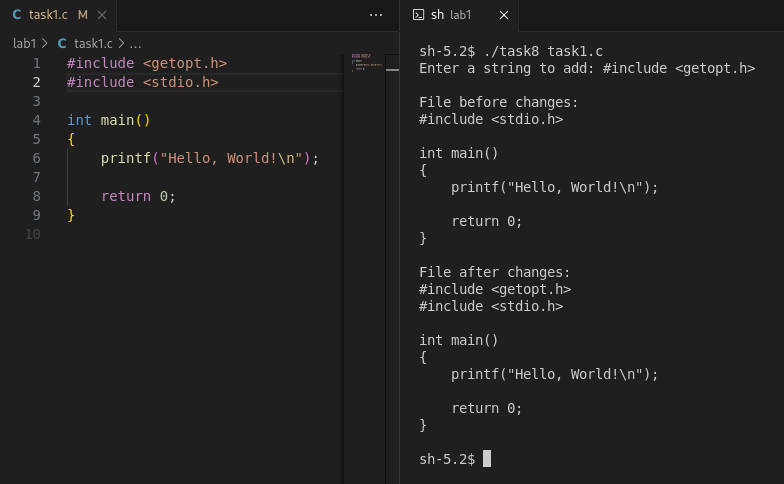 C task1.c M
lab1 > C task1.c > ...
1 #include <getopt.h>
2 #include <stdio.h>
3
4 int main()
5 {
6     printf("Hello, World!\n");
7
8     return 0;
9 }
10
sh lab1
sh-5.2$ ./task8 task1.c
Enter a string to add: #include <getopt.h>

File before changes:
#include <stdio.h>

int main()
{
    printf("Hello, World!\n");

    return 0;
}

File after changes:
#include <getopt.h>
#include <stdio.h>

int main()
{
    printf("Hello, World!\n");

    return 0;
}

sh-5.2$